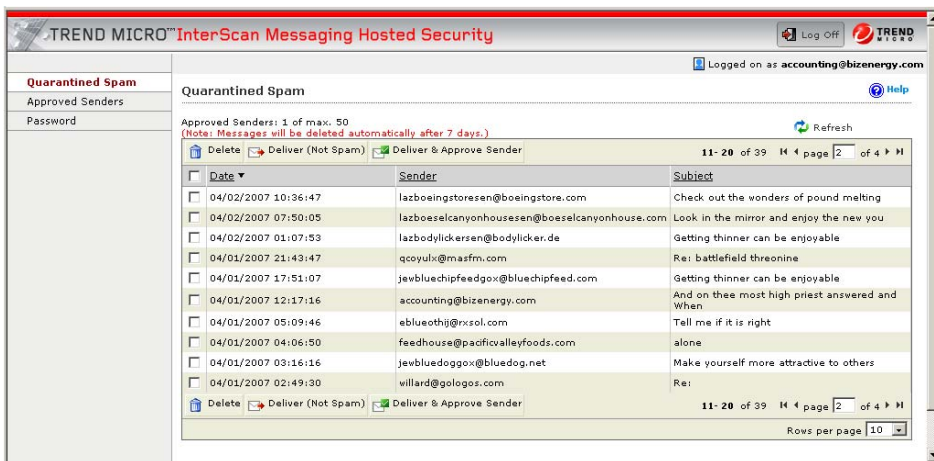 TREND MICRO™ InterScan Messaging Hosted Security
Log Off
TREND MICRO
Logged on as accounting@bizenergy.com
Quarantined Spam
Approved Senders
Password
Quarantined Spam
Help
Approved Senders: 1 of max. 50
(Note: Messages will be deleted automatically after 7 days.)
Refresh
Delete Deliver (Not Spam) Deliver & Approve Sender 11-20 of 39 page 2 of 4
Date Sender Subject
04/02/2007 10:36:47 lazboeingstoresen@boeingstore.com Check out the wonders of pound melting
04/02/2007 07:50:05 lazboeselcanyonhousesen@boeselcanyonhouse.com Look in the mirror and enjoy the new you
04/02/2007 01:07:53 lazbodylickersen@bodylicker.de Getting thinner can be enjoyable
04/01/2007 21:43:47 qcoyulx@masfm.com Re: battlefield threonine
04/01/2007 17:51:07 jewbluechipfeedgox@bluechipfeed.com Getting thinner can be enjoyable
04/01/2007 12:17:16 accounting@bizenergy.com And on thee most high priest answered and When
04/01/2007 05:09:46 eblueothij@rxsol.com Tell me if it is right
04/01/2007 04:06:50 feedhouse@pacificvalleyfoods.com alone
04/01/2007 03:16:16 jewbluedoggox@bluedog.net Make yourself more attractive to others
04/01/2007 02:49:30 willard@gologos.com Re:
Delete Deliver (Not Spam) Deliver & Approve Sender 11-20 of 39 page 2 of 4
Rows per page 10